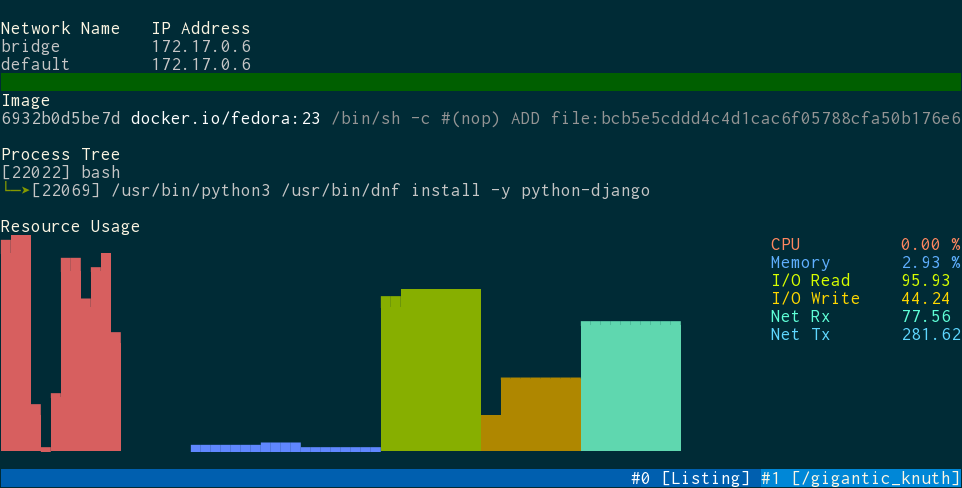 Network Name   IP Address
bridge         172.17.0.6
default        172.17.0.6
Image
6932b0d5be7d docker.io/fedora:23 /bin/sh -c #(nop) ADD file:bcb5e5cddd4c4d1cac6f05788cfa50b176e6
Process Tree
[22022] bash
└─➤[22069] /usr/bin/python3 /usr/bin/dnf install -y python-django
Resource Usage
CPU          0.00 %
Memory       2.93 %
I/O Read     95.93
I/O Write    44.24
Net Rx       77.56
Net Tx       281.62
#0 [Listing] #1 [/gigantic_knuth]